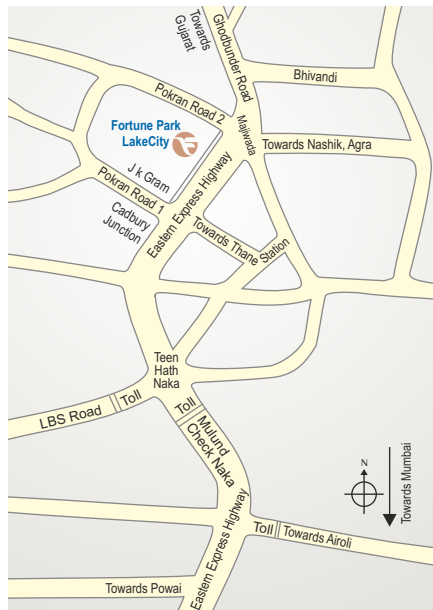 Towards
Gujarat
Ghodbunder Road
Bhivandi
Pokran Road 2
Majiwada
Fortune Park
LakeCity
Towards Nashik, Agra
J k Gram
Pokran Road 1
Eastern Express Highway
Cadbury
Junction
Towards Thane Station
Teen
Hath
Naka
LBS Road
Toll
Toll
Mulund
Check Naka
N
Towards Mumbai
Eastern Express Highway
Toll
Towards Airoli
Towards Powai